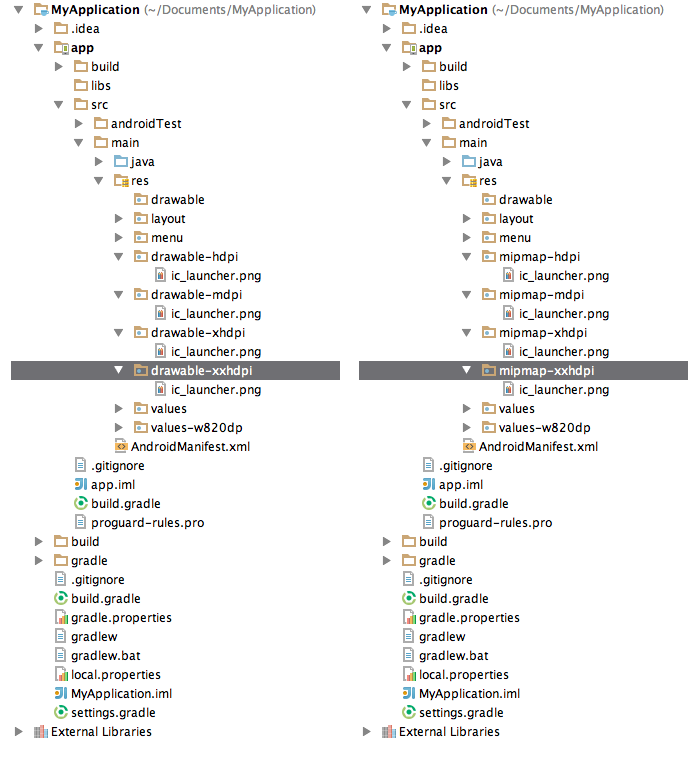 MyApplication (~/Documents/MyApplication)
.idea
app
build
libs
src
androidTest
main
java
res
drawable
layout
menu
drawable-hdpi
ic_launcher.png
drawable-mdpi
ic_launcher.png
drawable-xhdpi
ic_launcher.png
drawable-xxhdpi
ic_launcher.png
values
values-w820dp
AndroidManifest.xml
.gitignore
app.iml
build.gradle
proguard-rules.pro
build
gradle
.gitignore
build.gradle
gradle.properties
gradlew
gradlew.bat
local.properties
MyApplication.iml
settings.gradle
External Libraries
MyApplication (~/Documents/MyApplication)
.idea
app
build
libs
src
androidTest
main
java
res
drawable
layout
menu
mipmap-hdpi
ic_launcher.png
mipmap-mdpi
ic_launcher.png
mipmap-xhdpi
ic_launcher.png
mipmap-xxhdpi
ic_launcher.png
values
values-w820dp
AndroidManifest.xml
.gitignore
app.iml
build.gradle
proguard-rules.pro
build
gradle
.gitignore
build.gradle
gradle.properties
gradlew
gradlew.bat
local.properties
MyApplication.iml
settings.gradle
External Libraries